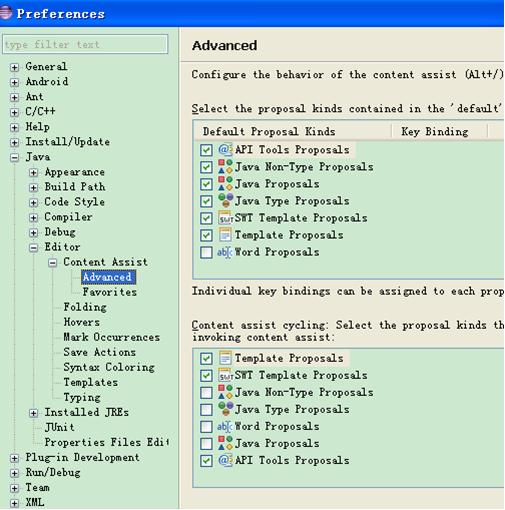 Preferences
type filter text
General
Android
Ant
C/C++
Help
Install/Update
Java
Appearance
Build Path
Code Style
Compiler
Debug
Editor
Content Assist
Advanced
Favorites
Folding
Hovers
Mark Occurrences
Save Actions
Syntax Coloring
Templates
Typing
Installed JREs
JUnit
Properties Files Edi
Plug-in Development
Run/Debug
Team
XML
Advanced
Configure the behavior of the content assist (Alt+/)
Select the proposal kinds contained in the 'default'
Default Proposal Kinds Key Binding
API Tools Proposals
Java Non-Type Proposals
Java Proposals
Java Type Proposals
SWT Template Proposals
Template Proposals
Word Proposals
Individual key bindings can be assigned to each prop
Content assist cycling: Select the proposal kinds th
invoking content assist:
Template Proposals
SWT Template Proposals
Java Non-Type Proposals
Java Type Proposals
Word Proposals
Java Proposals
API Tools Proposals